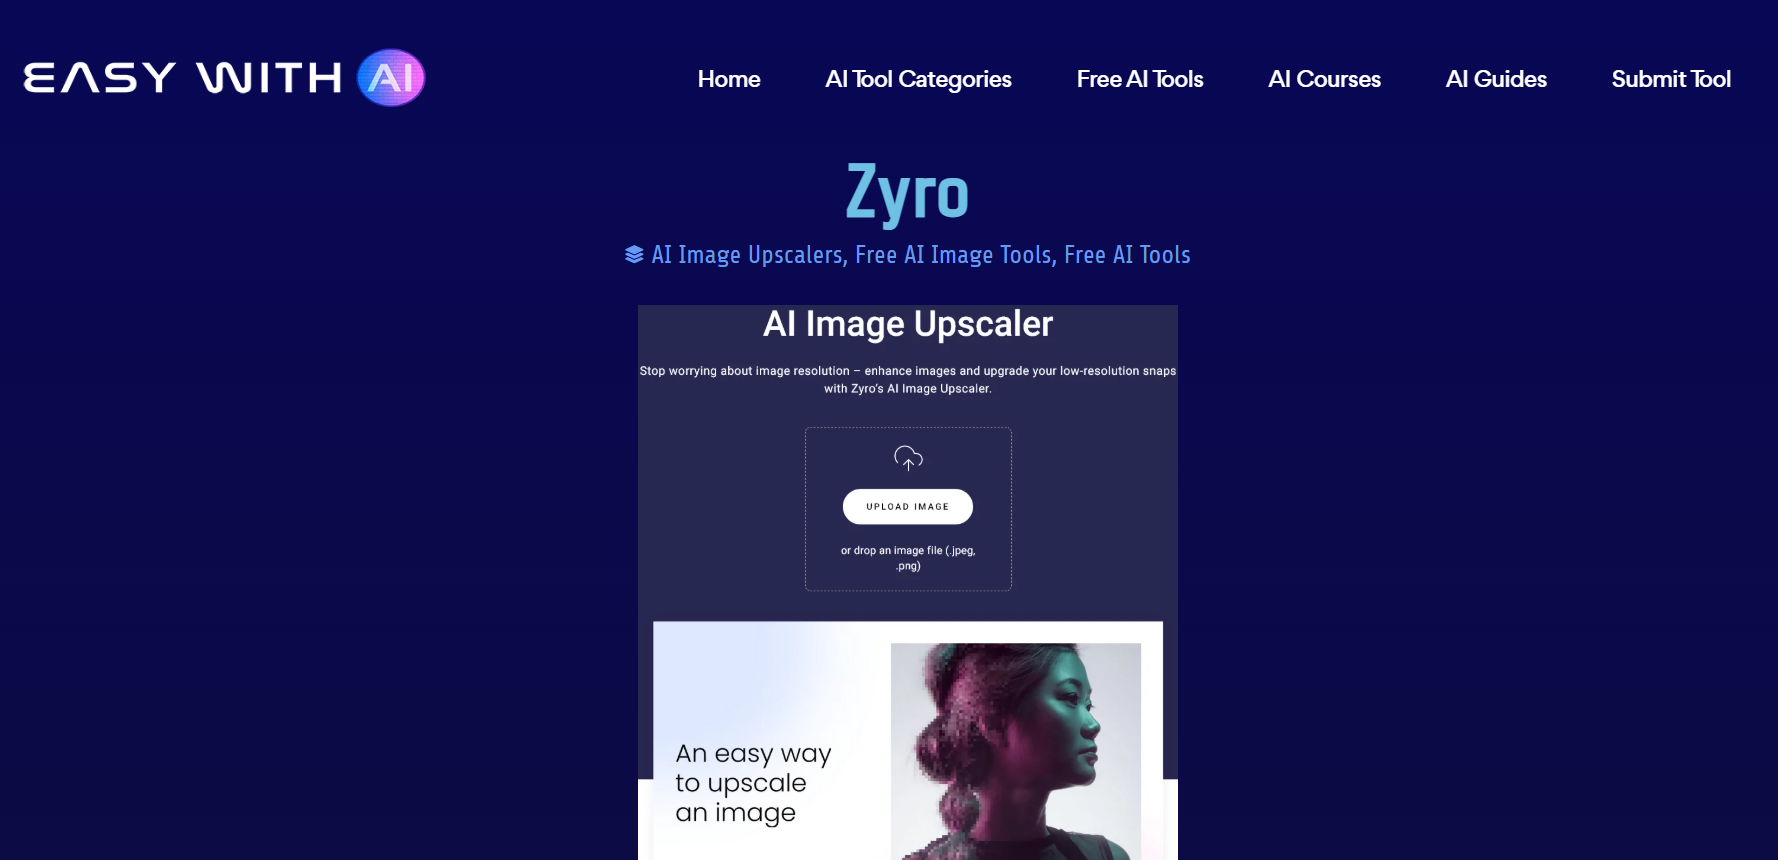 EASY WITH AI
Home
AI Tool Categories
Free AI Tools
AI Courses
AI Guides
Submit Tool
Zyro
AI Image Upscalers, Free AI Image Tools, Free AI Tools
AI Image Upscaler
Stop worrying about image resolution – enhance images and upgrade your low-resolution snaps
with Zyro's AI Image Upscaler.
UPLOAD IMAGE
or drop an image file (.jpeg,
.png)
An easy way
to upscale
an image